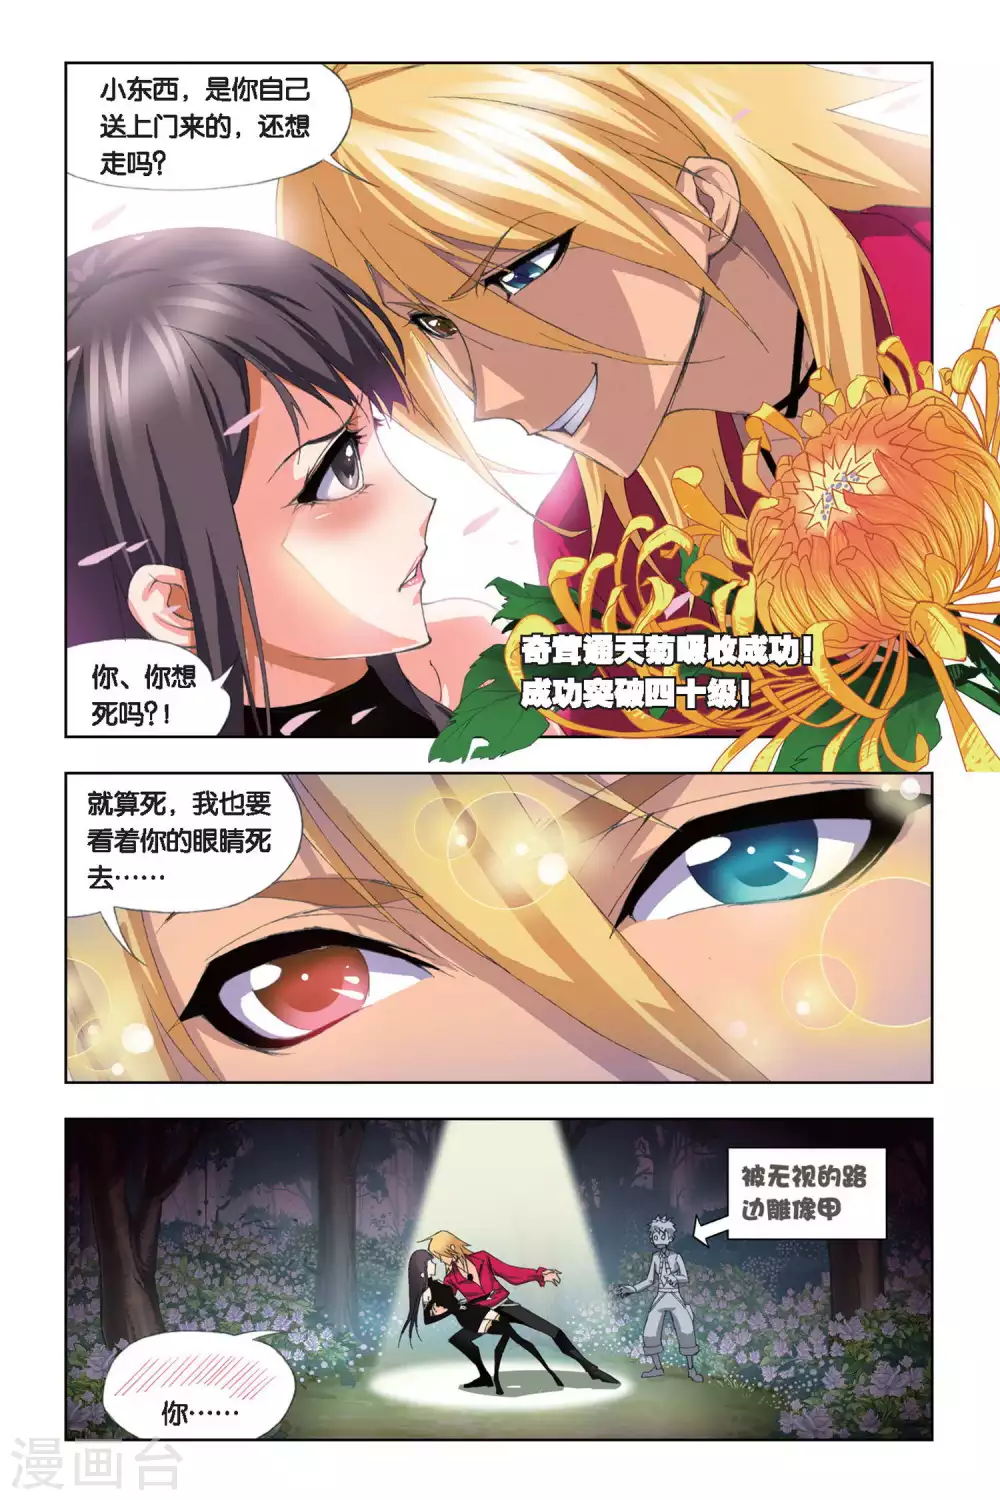 小东西，是你自己
送上门来的，还想
走吗？
你、你想
死吗？！
奇茸通天菊吸收成功！
成功突破四十级！
就算死，我也要
看着你的眼睛死
去……
被无视的路
边雕像甲
你……
漫画台